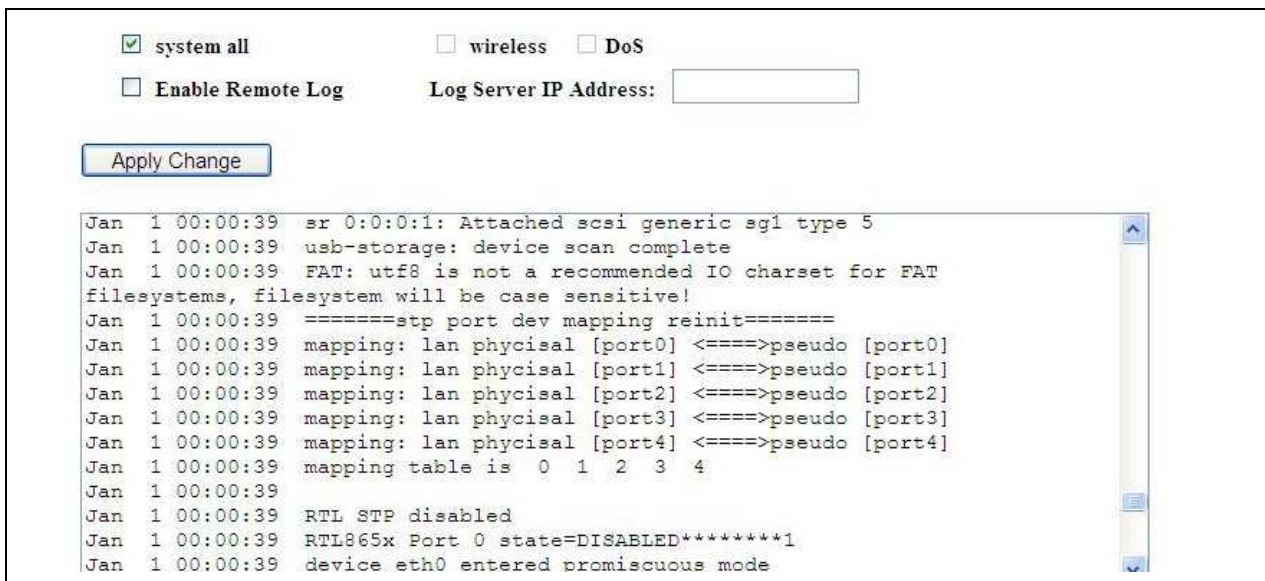 system all wireless DoS
Enable Remote Log Log Server IP Address:
Apply Change
Jan  1 00:00:39  sr 0:0:0:1: Attached scsi generic sg1 type 5
Jan  1 00:00:39  usb-storage: device scan complete
Jan  1 00:00:39  FAT: utf8 is not a recommended IO charset for FAT
filesystems, filesystem will be case sensitive!
Jan  1 00:00:39  =======stp port dev mapping reinit=======
Jan  1 00:00:39  mapping: lan phycisal [port0] <====>pseudo [port0]
Jan  1 00:00:39  mapping: lan phycisal [port1] <====>pseudo [port1]
Jan  1 00:00:39  mapping: lan phycisal [port2] <====>pseudo [port2]
Jan  1 00:00:39  mapping: lan phycisal [port3] <====>pseudo [port3]
Jan  1 00:00:39  mapping: lan phycisal [port4] <====>pseudo [port4]
Jan  1 00:00:39  mapping table is  0  1  2  3  4
Jan  1 00:00:39
Jan  1 00:00:39  RTL STP disabled
Jan  1 00:00:39  RTL865x Port 0 state=DISABLED********1
Jan  1 00:00:39  device eth0 entered promiscuous mode